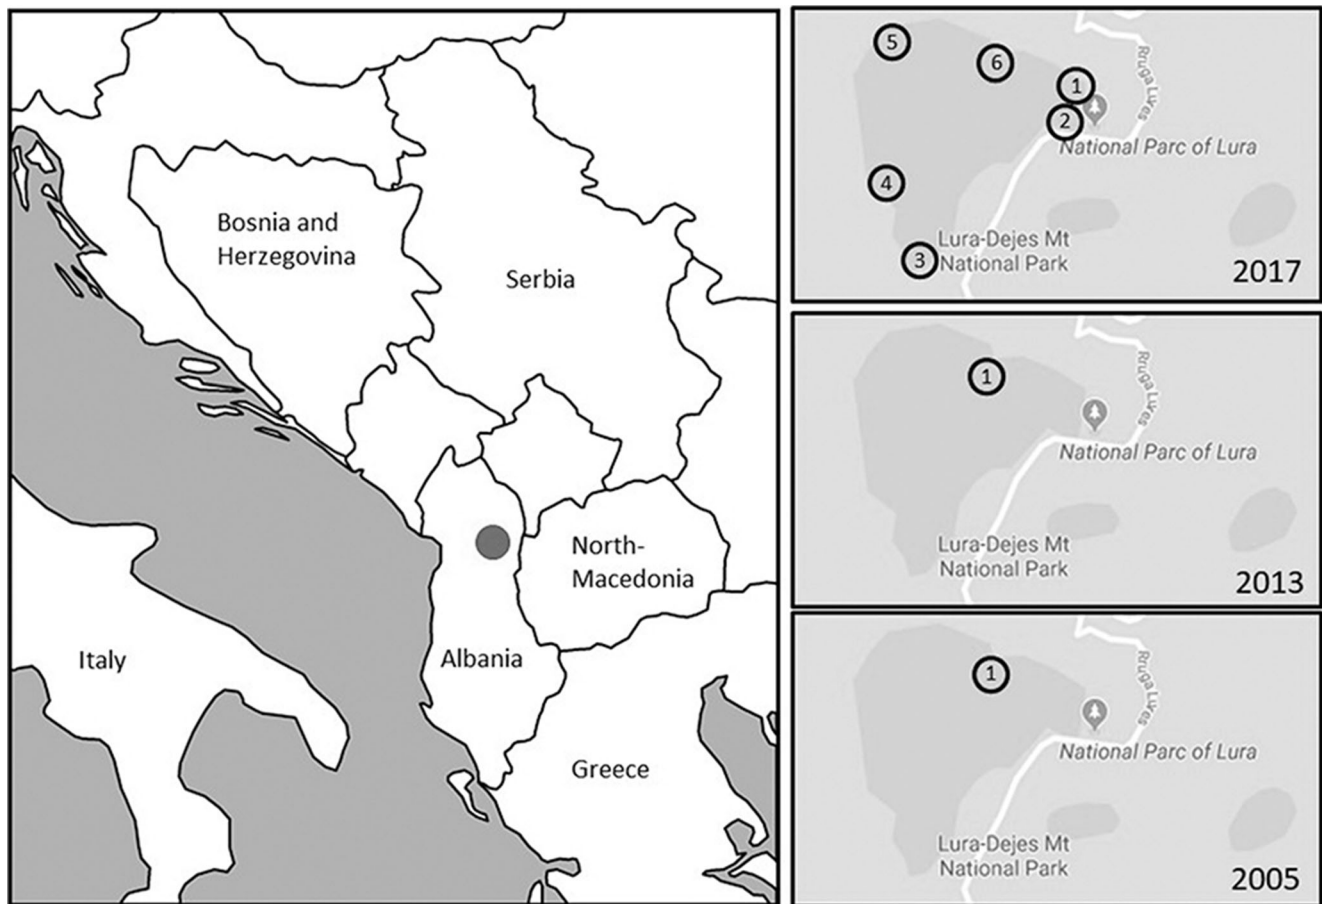 Bosnia and
Herzegovina
Serbia
North-
Macedonia
Italy
Albania
Greece
5
6
1
2
Rruga Lures
National Parc of Lura
4
Lura-Dejes Mt
National Park
3
2017
1
Rruga Lures
National Parc of Lura
Lura-Dejes Mt
National Park
2013
1
Rruga Lures
National Parc of Lura
Lura-Dejes Mt
National Park
2005